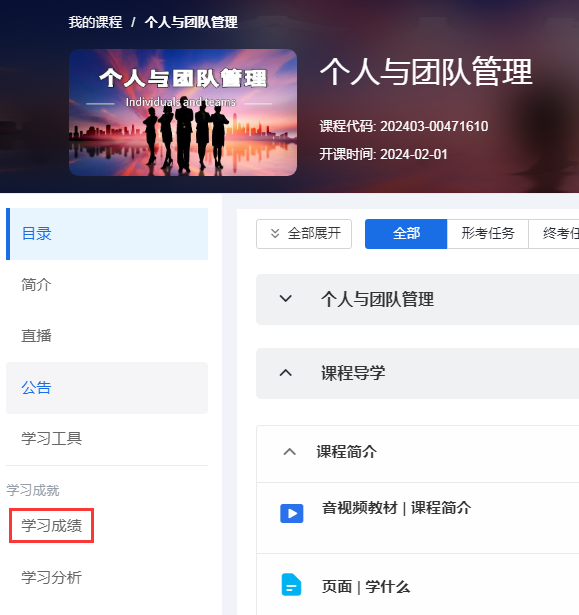 我的课程 / 个人与团队管理
个人与团队管理
Individuals and teams
个人与团队管理
课程代码: 202403-00471610
开课时间: 2024-02-01
目录
简介
直播
公告
学习工具
学习成就
学习成绩
学习分析
全部展开 全部 形考任务 终考任
个人与团队管理
课程导学
课程简介
音视频教材 | 课程简介
页面 | 学什么